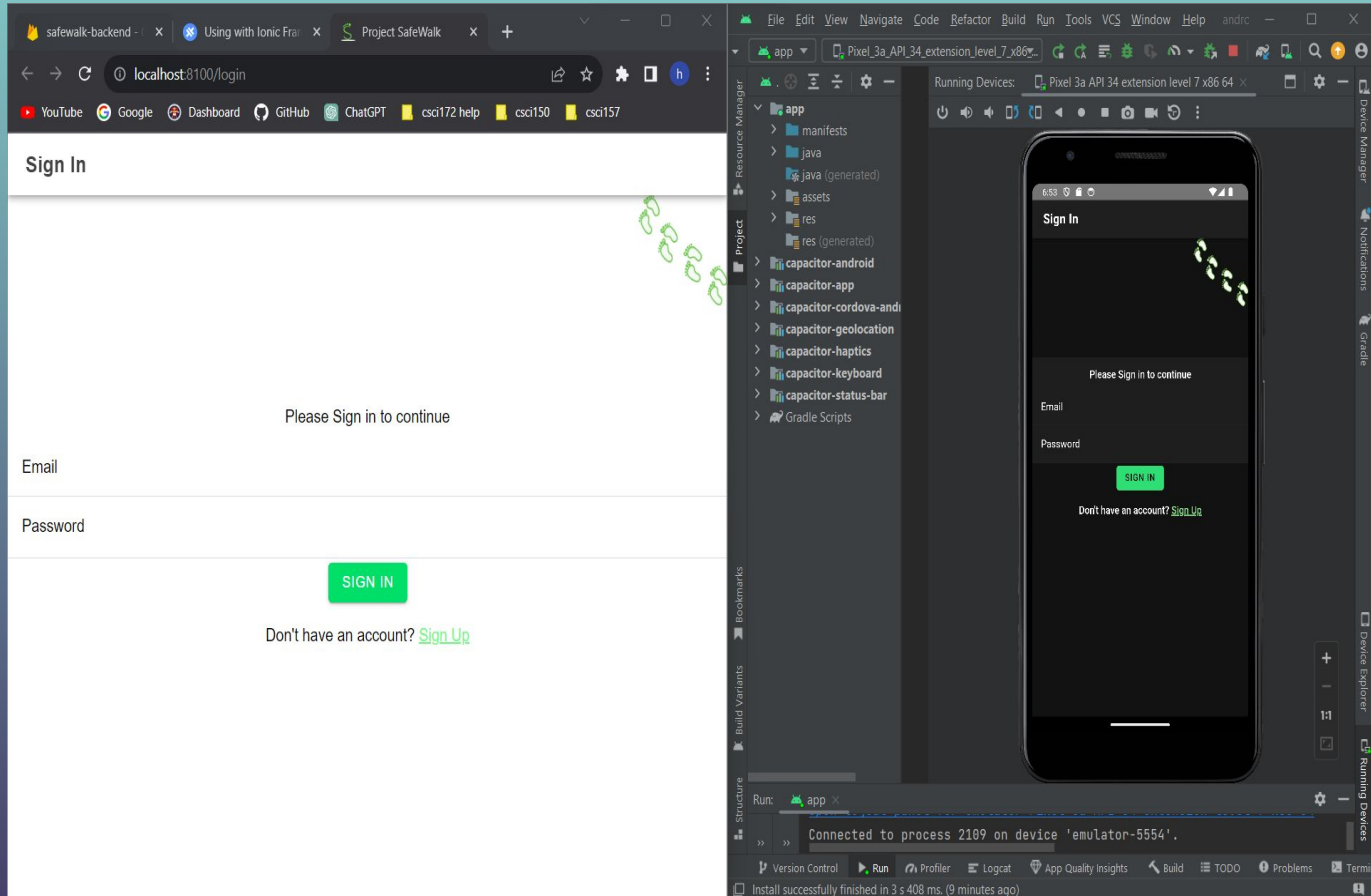 safewalk-backend -
Using with Ionic Fran
Project SafeWalk
localhost:8100/login
h
YouTube
Google
Dashboard
GitHub
ChatGPT
csci172 help
csci150
csci157
Sign In
Please Sign in to continue
Email
Password
SIGN IN
Don't have an account? Sign Up
File Edit View Navigate Code Refactor Build Run Tools VCS Window Help andro
app
Pixel_3a_API_34_extension_level_7_x86
Running Devices:
Pixel 3a API 34 extension level 7 x86 64
Resource Manager
Project
Bookmarks
Build Variants
Structure
app
manifests
java
java (generated)
assets
res
res (generated)
capacitor-android
capacitor-app
capacitor-cordova-andr
capacitor-geolocation
capacitor-haptics
capacitor-keyboard
capacitor-status-bar
Gradle Scripts
6:53
Sign In
Please Sign in to continue
Email
Password
SIGN IN
Don't have an account? Sign Up
1:1
Device Manager
Notifications
Gradle
Device Explorer
Running Devices
Run: app
Connected to process 2109 on device 'emulator-5554'.
Version Control
Run
Profiler
Logcat
App Quality Insights
Build
TODO
Problems
Termi
Install successfully finished in 3 s 408 ms. (9 minutes ago)